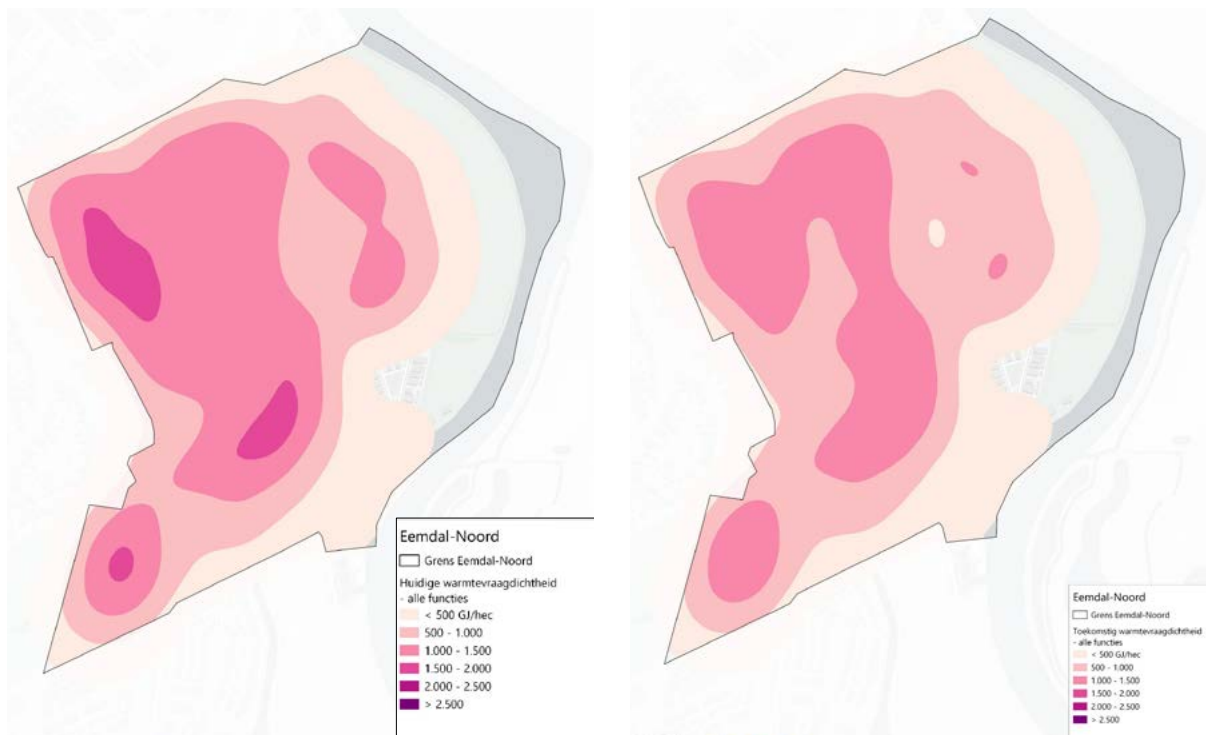 Eemdal-Noord
Grens Eemdal-Noord
Huidige warmtevraagdichtheid
- alle functies
< 500 GJ/hec
500 - 1.000
1.000 - 1.500
1.500 - 2.000
2.000 - 2.500
> 2.500
Eemdal-Noord
Grens Eemdal-Noord
Toekomstig warmtevraagdichtheid
- alle functies
< 500 GJ/hec
500 - 1.000
1.000 - 1.500
1.500 - 2.000
2.000 - 2.500
> 2.500